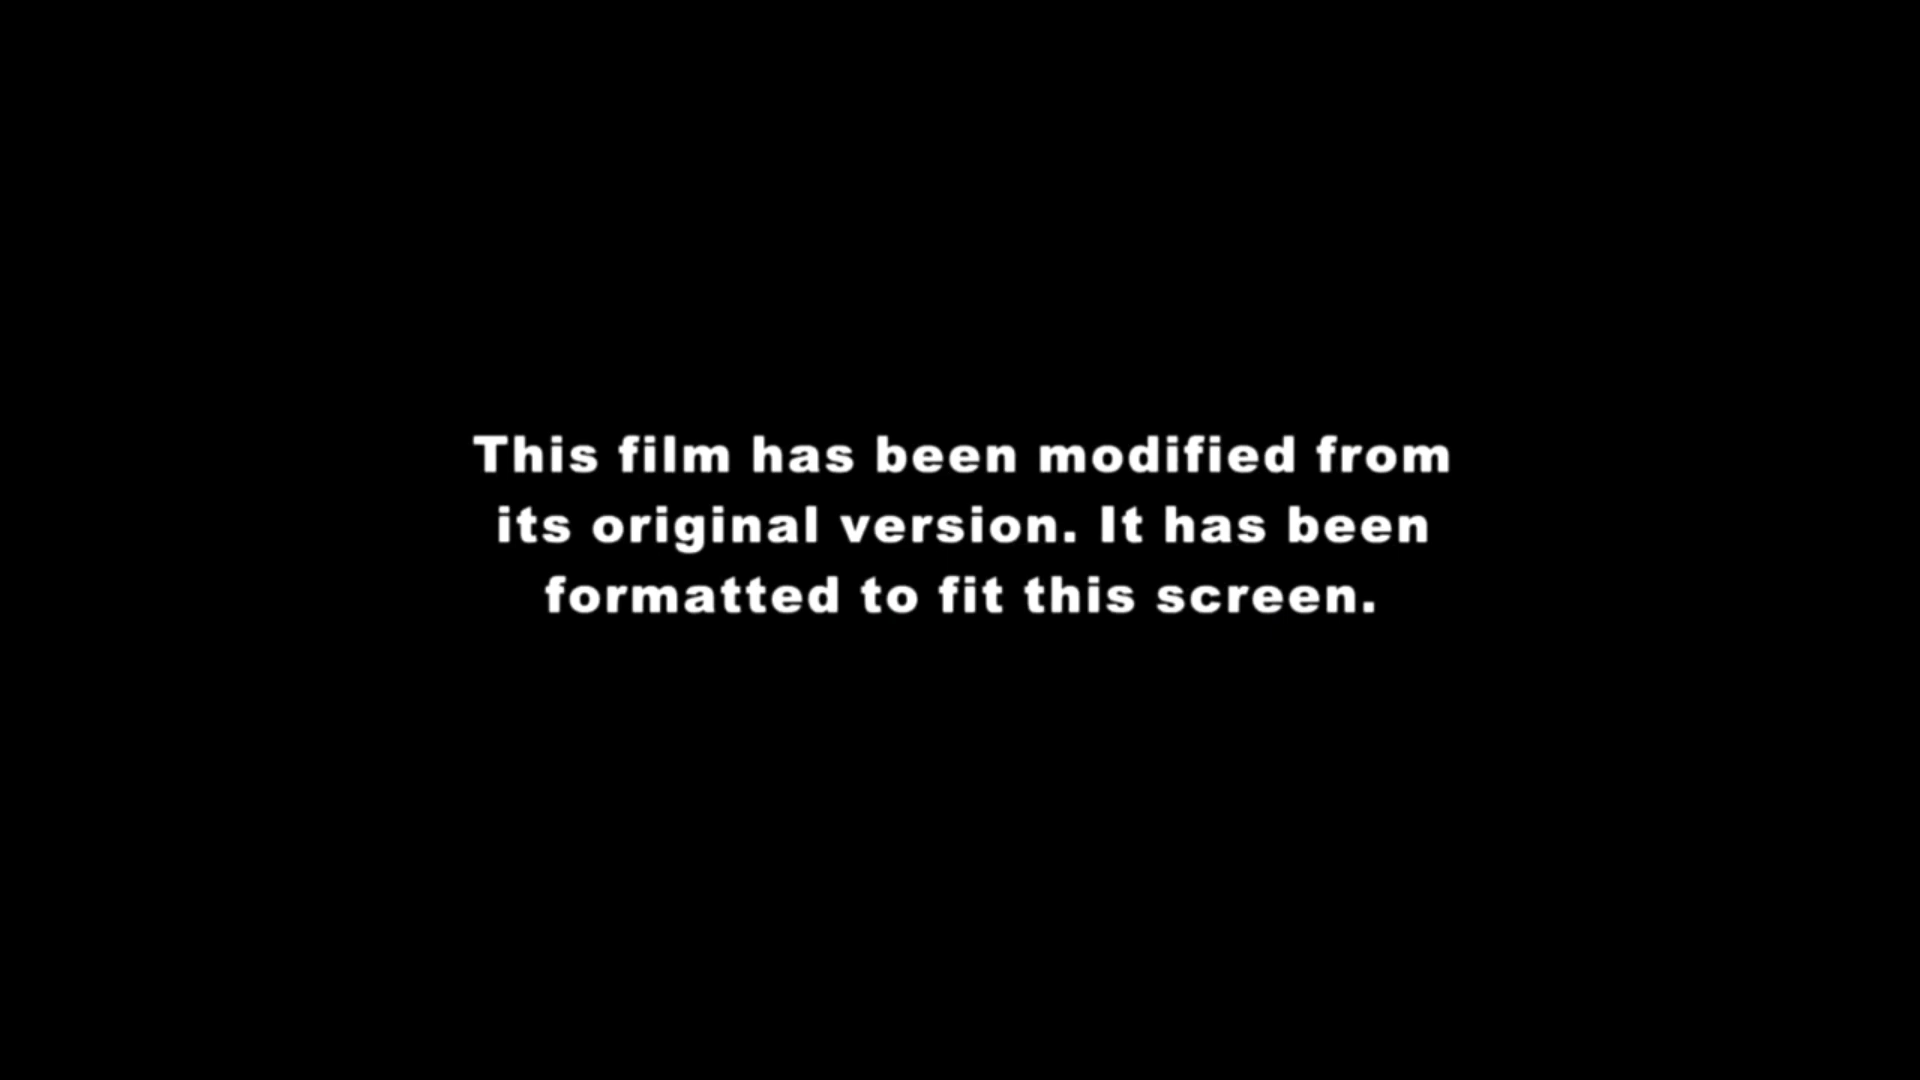 This film has been modified from
its original version. It has been
formatted to fit this screen.